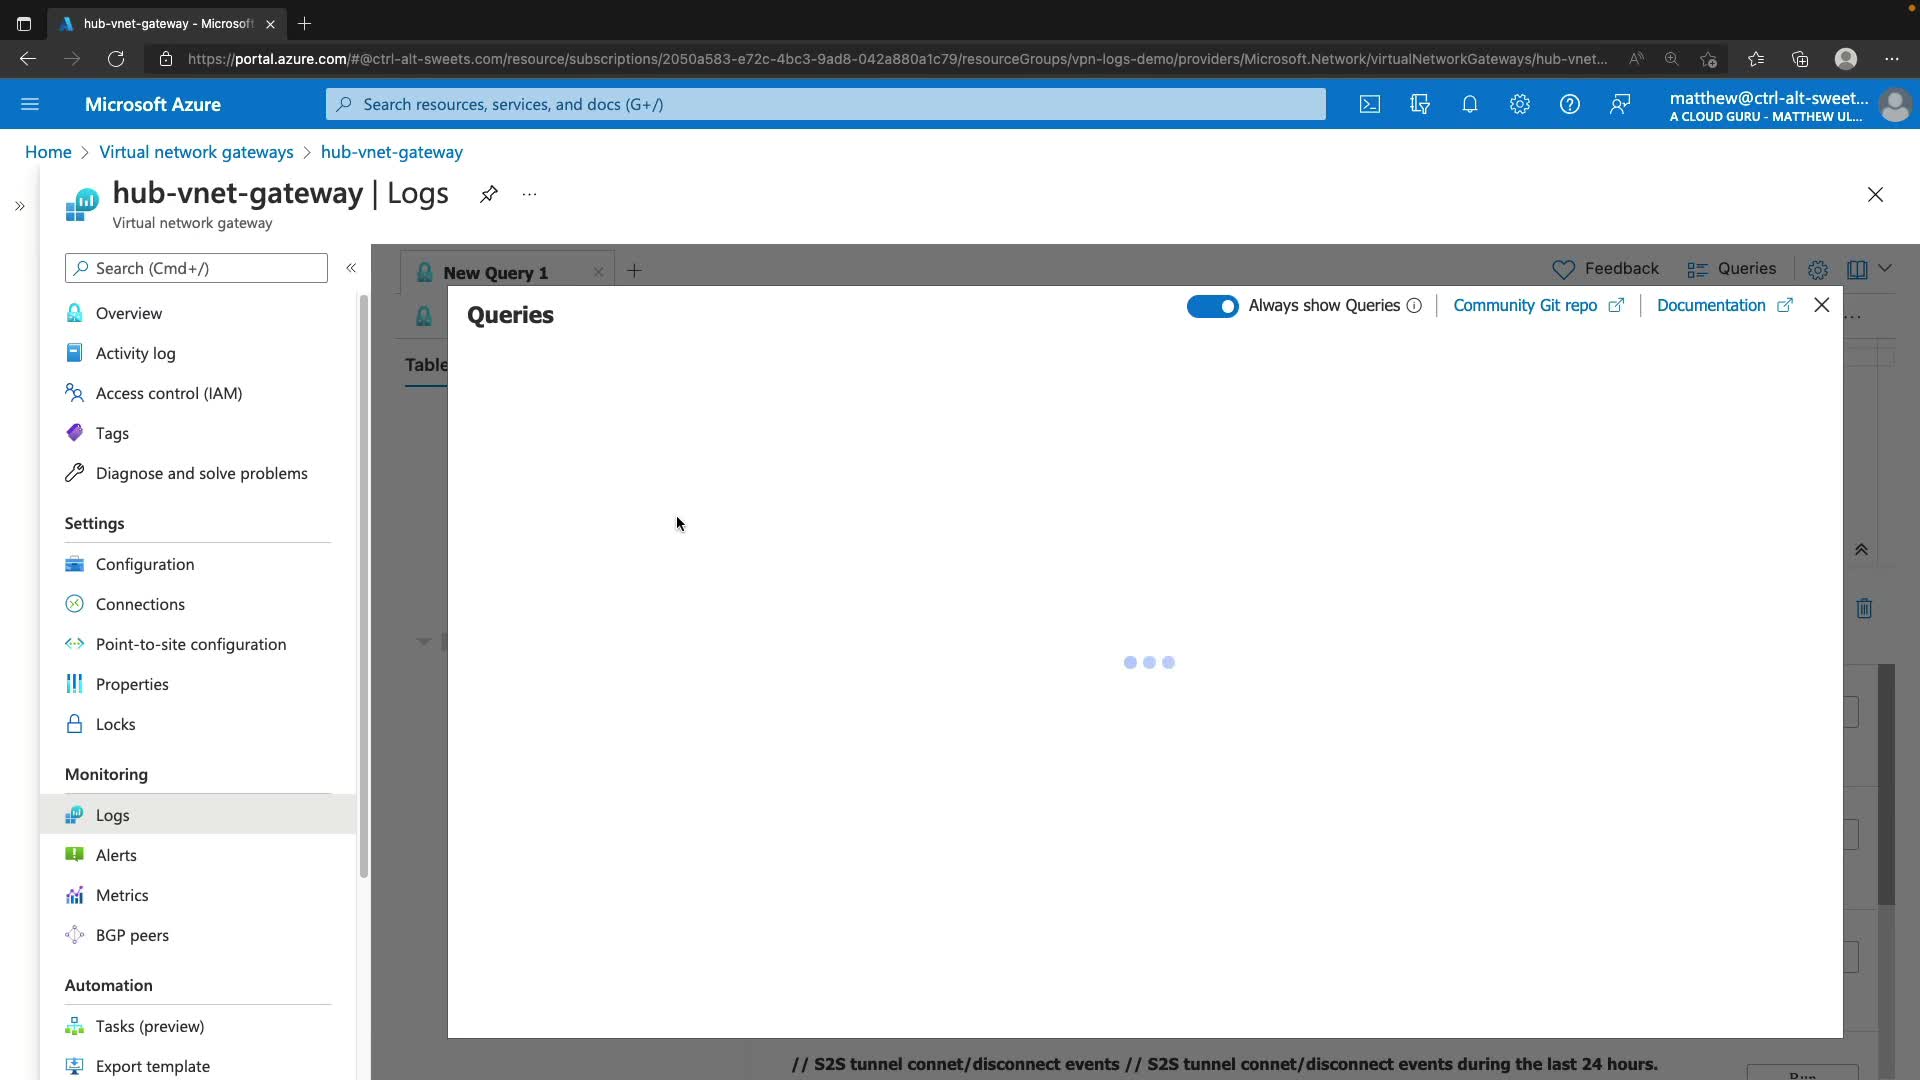 hub-vnet-gateway - Microsoft
https://portal.azure.com/#@ctrl-alt-sweets.com/resource/subscriptions/2050a583-e72c-4bc3-9ad8-042a880a1c79/resourceGroups/vpn-logs-demo/providers/Microsoft.Network/virtualNetworkGateways/hub-vnet...
Microsoft Azure
Search resources, services, and docs (G+/)
matthew@ctrl-alt-sweet...
A CLOUD GURU - MATTHEW UL...
Home > Virtual network gateways > hub-vnet-gateway
hub-vnet-gateway | Logs
Virtual network gateway
Search (Cmd+/)
Overview
Activity log
Access control (IAM)
Tags
Diagnose and solve problems
Settings
Configuration
Connections
Point-to-site configuration
Properties
Locks
Monitoring
Logs
Alerts
Metrics
BGP peers
Automation
Tasks (preview)
Export template
New Query 1
Feedback
Queries
Queries
Always show Queries
Community Git repo
Documentation
Table
// S2S tunnel connet/disconnect events // S2S tunnel connet/disconnect events during the last 24 hours.
Run